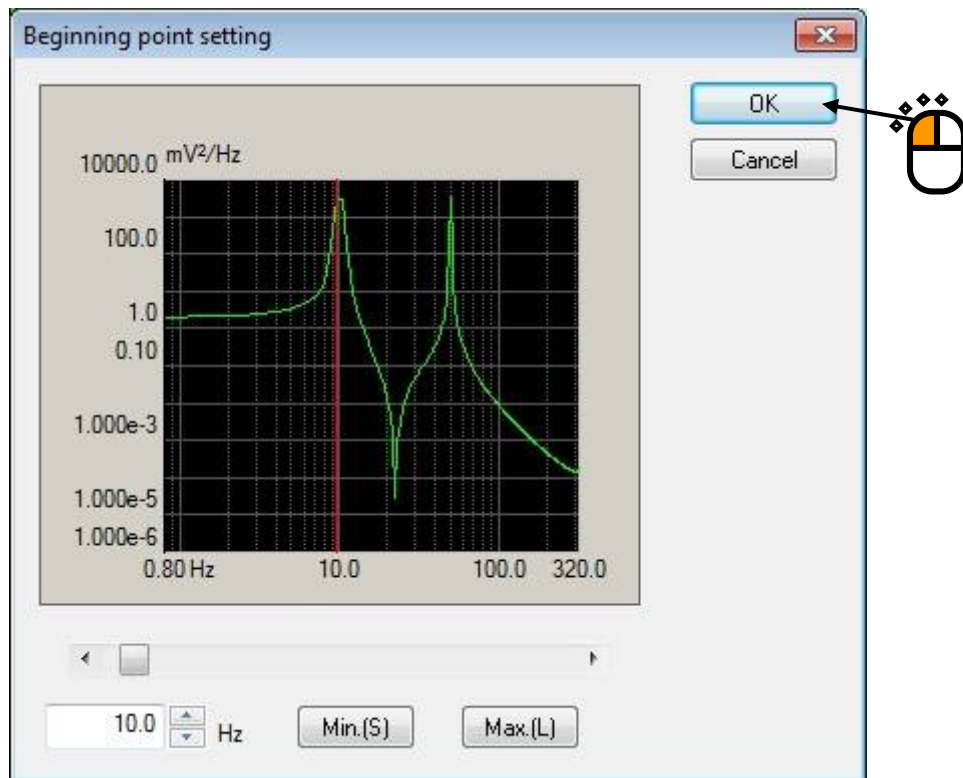 Beginning point setting
OK
Cancel
10000.0 mV²/Hz
100.0
1.0
0.10
1.000e-3
1.000e-5
1.000e-6
0.80 Hz 10.0 100.0 320.0
10.0 Hz Min.(S) Max.(L)